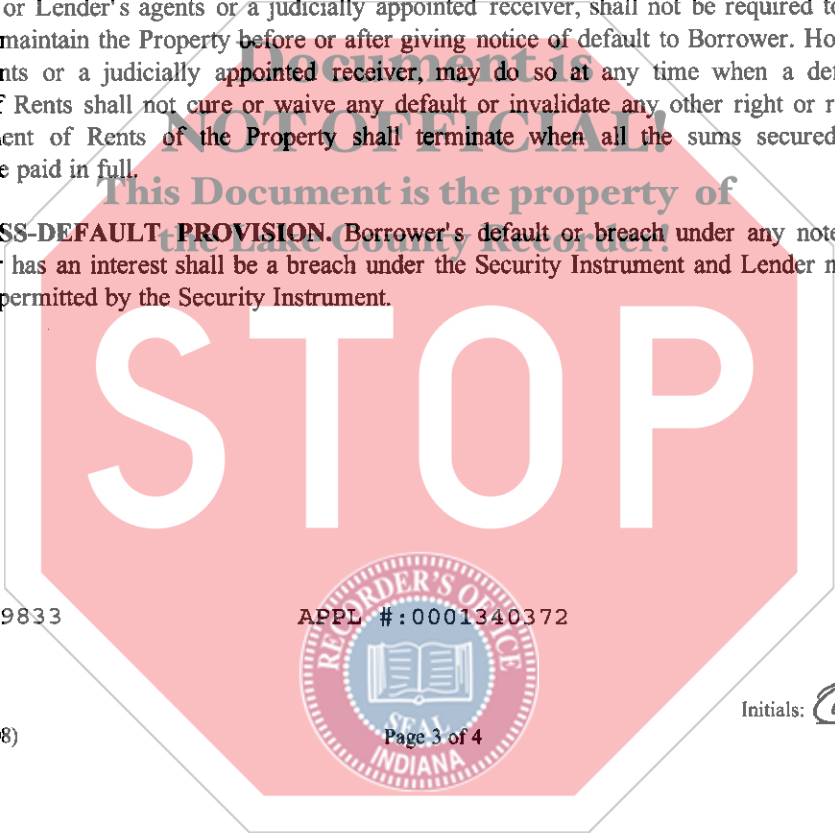 or Lender's agents or a judicially appointed receiver, shall not be required to
maintain the Property before or after giving notice of default to Borrower. Ho
Document is
nts or a judicially appointed receiver, may do so at any time when a de
f Rents shall not cure or waive any default or invalidate any other right or r
NOT OFFICIAL!
ent of Rents of the Property shall terminate when all the sums secured
e paid in full.
This Document is the property of
SS-DEFAULT PROVISION. Borrower's default or breach under any note
the Lake County Recorder!
has an interest shall be a breach under the Security Instrument and Lender
permitted by the Security Instrument.
STOP
9833 APPL #:0001340372
RECORDER'S OFFICE
SEAL
INDIANA
Initials:
8) Page 3 of 4